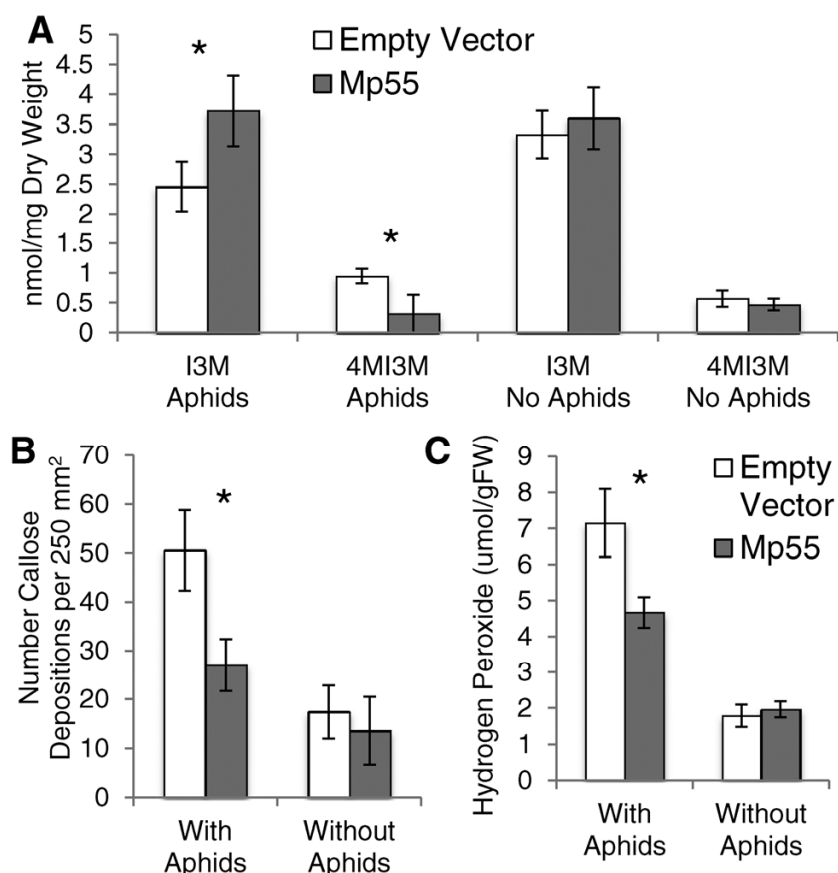 A
nmol/mg Dry Weight
5
4.5
4
3.5
3
2.5
2
1.5
1
0.5
0
*
*
Empty Vector
Mp55
I3M
Aphids
4MI3M
Aphids
I3M
No Aphids
4MI3M
No Aphids
B
Number Callose
Depositions per 250 mm²
70
60
50
40
30
20
10
0
*
With
Aphids
Without
Aphids
C
Hydrogen Peroxide (umol/gFW)
9
8
7
6
5
4
3
2
1
0
*
Empty
Vector
Mp55
With
Aphids
Without
Aphids